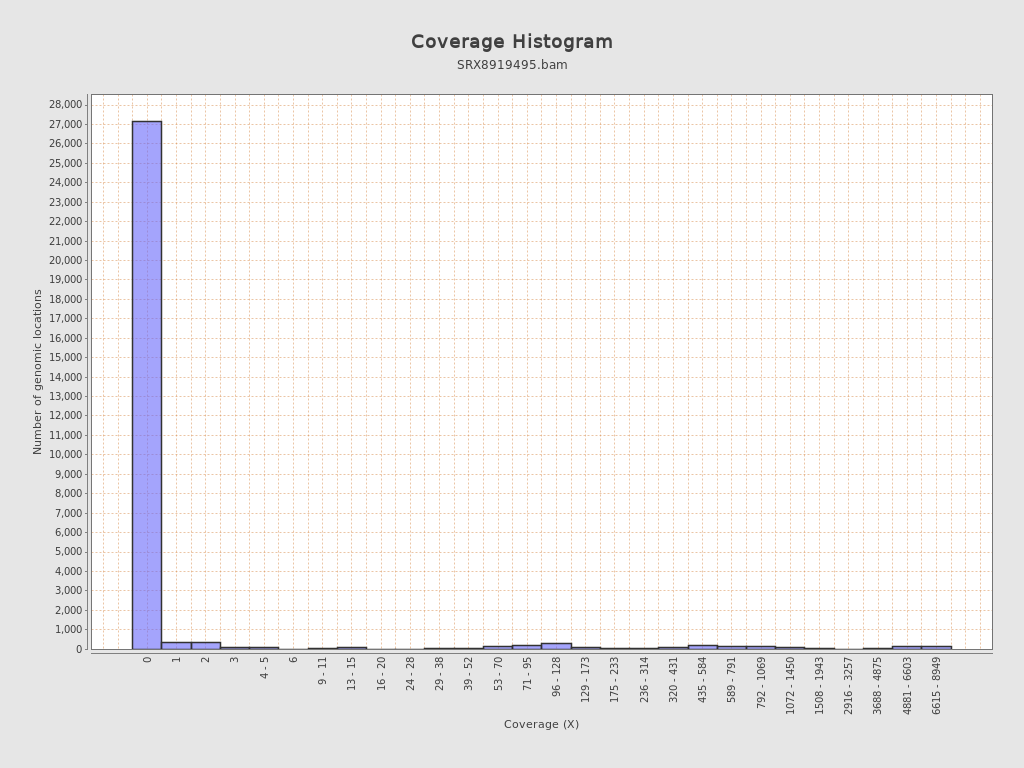 Coverage Histogram
SRX8919495.bam
Number of genomic locations
28,000
27,000
26,000
25,000
24,000
23,000
22,000
21,000
20,000
19,000
18,000
17,000
16,000
15,000
14,000
13,000
12,000
11,000
10,000
9,000
8,000
7,000
6,000
5,000
4,000
3,000
2,000
1,000
0
0
1
2
3
4 - 5
6
9 - 11
13 - 15
16 - 20
24 - 28
29 - 38
39 - 52
53 - 70
71 - 95
96 - 128
129 - 173
175 - 233
236 - 314
320 - 431
435 - 584
589 - 791
792 - 1069
1072 - 1450
1508 - 1943
2916 - 3257
3688 - 4875
4881 - 6603
6615 - 8949
Coverage (X)